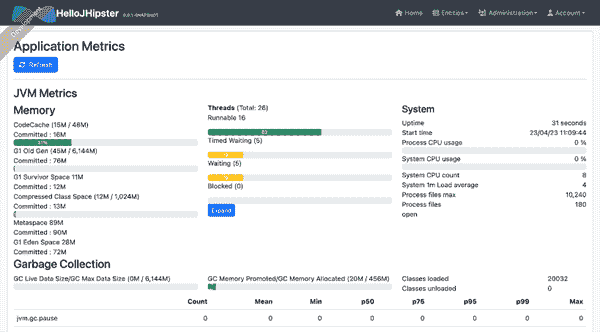 HelloJHipster
Home
Entities
Administration
Account
Application Metrics
Refresh
JVM Metrics
Memory
CodeCache (15M / 48M)
Committed : 16M
31%
G1 Old Gen (45M / 6,144M)
Committed : 76M
G1 Survivor Space 11M
Committed : 12M
Compressed Class Space (12M / 1,024M)
Committed : 13M
Metaspace 89M
Committed : 90M
G1 Eden Space 28M
Committed : 72M
Threads (Total: 26)
Runnable 16
Timed Waiting (5)
Waiting (5)
Blocked (0)
Expand
System
Uptime 31 seconds
Start time 23/04/23 11:09:44
Process CPU usage 0 %
System CPU usage 0 %
System CPU count 8
System 1m Load average 4
Process files max 10,240
Process files 180
open
Garbage Collection
GC Live Data Size/GC Max Data Size (0M / 6,144M)
GC Memory Promoted/GC Memory Allocated (20M / 456M)
Classes loaded 20032
Classes unloaded 0
Count Mean Min p50 p75 p95 p99 Max
jvm.gc.pause 0 0 0 0 0 0 0 0